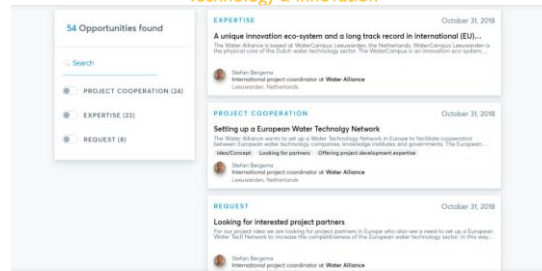 Technology & Innovation
54 Opportunities found
Search
PROJECT COOPERATION (24)
EXPERTISE (22)
REQUEST (8)
EXPERTISE
October 31, 2018
A unique innovation eco-system and a long track record in international (EU)...
The Water Alliance is based at WaterCampus Leeuwarden, the Netherlands. WaterCampus Leeuwarden is
the physical core of the Dutch water technology sector. The WaterCampus is an innovation eco-system...
Stefan Bergsma
International project coordinator at Water Alliance
Leeuwarden, Netherlands
PROJECT COOPERATION
October 31, 2018
Setting up a European Water Technolgy Network
The Water Alliance wants to set up a Water Technology Network in Europe to facilitate cooperation
between European water technology companies, knowledge institutes and governments. The European...
Idea/Concept Looking for partners Offering project development expertise
Stefan Bergsma
International project coordinator at Water Alliance
Leeuwarden, Netherlands
REQUEST
October 31, 2018
Looking for interested project partners
For our project idea we are looking for project partners in Europe who also see a need to set up a European
Water Tech Network to increase the competitiveness of the European water technology sector. In this way...
Stefan Bergsma
International project coordinator at Water Alliance